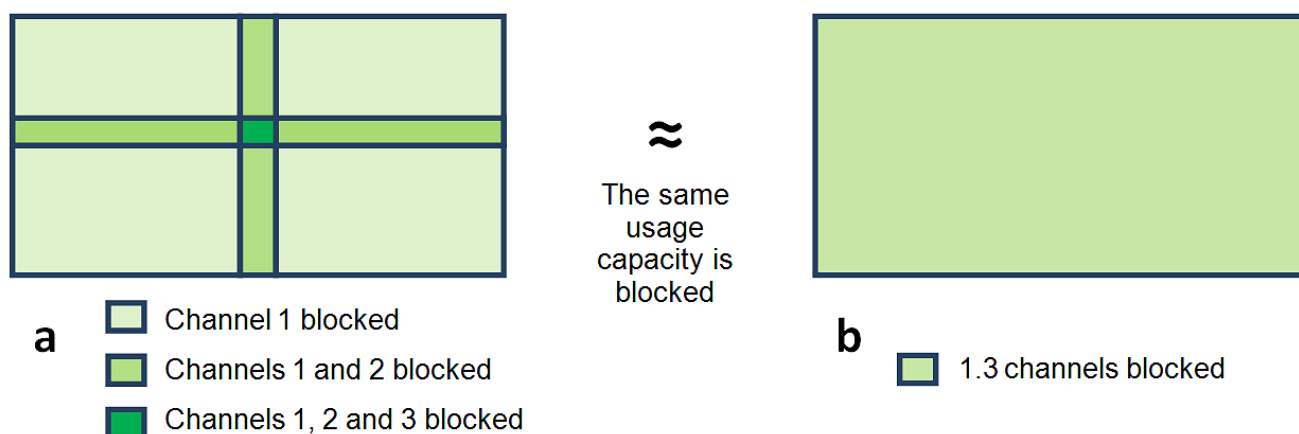 ≈
The same
usage
capacity is
blocked
a
Channel 1 blocked
Channels 1 and 2 blocked
Channels 1, 2 and 3 blocked
b
1.3 channels blocked